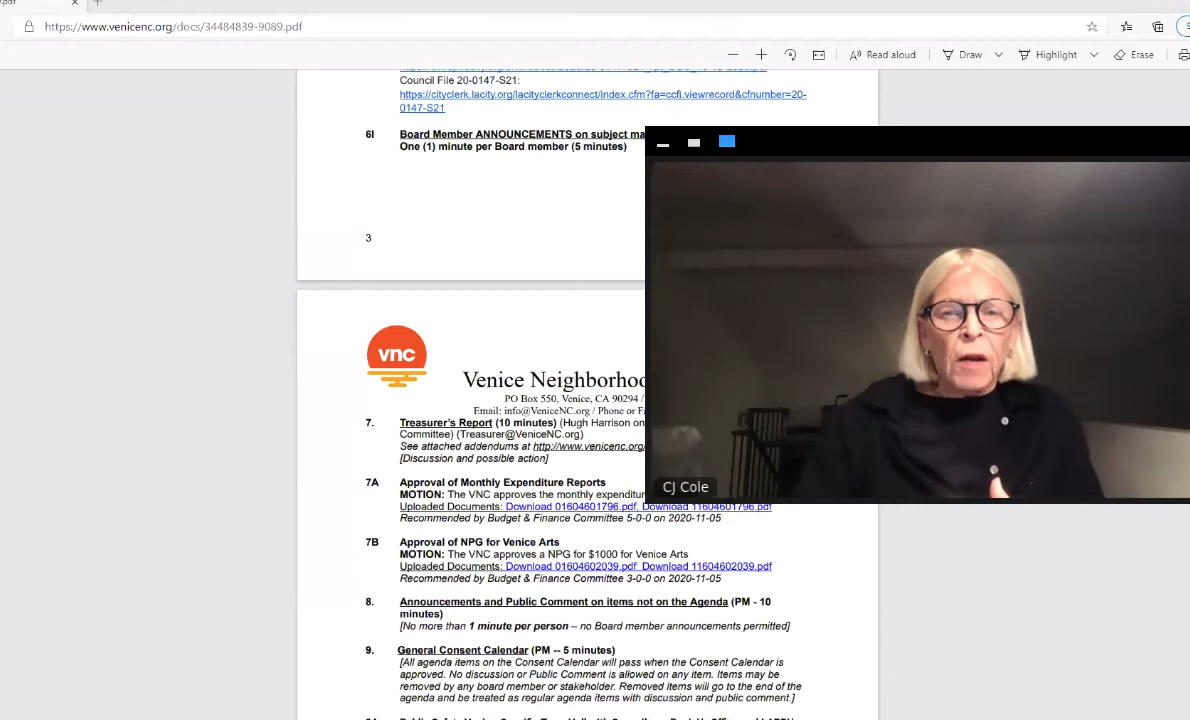 .pdf
https://www.venicenc.org/docs/34484839-9089.pdf
Read aloud
Draw
Highlight
Erase
Council File 20-0147-S21:
https://cityclerk.lacity.org/lacityclerkconnect/index.cfm?fa=ccfi.viewrecord&cfnumber=20-
0147-S21
6I Board Member ANNOUNCEMENTS on subject ma
One (1) minute per Board member (5 minutes)
3
vnc
Venice Neighborhoo
PO Box 550, Venice, CA 90294 /
Email: info@VeniceNC.org / Phone or Fa
7. Treasurer's Report (10 minutes) (Hugh Harrison on
Committee) (Treasurer@VeniceNC.org)
See attached addendums at http://www.venicenc.org/
[Discussion and possible action]
7A Approval of Monthly Expenditure Reports
MOTION: The VNC approves the monthly expenditur
Uploaded Documents: Download 01604601796.pdf, Download 11604601796.pdf
Recommended by Budget & Finance Committee 5-0-0 on 2020-11-05
7B Approval of NPG for Venice Arts
MOTION: The VNC approves a NPG for $1000 for Venice Arts
Uploaded Documents: Download 01604602039.pdf Download 11604602039.pdf
Recommended by Budget & Finance Committee 3-0-0 on 2020-11-05
8. Announcements and Public Comment on items not on the Agenda (PM - 10
minutes)
[No more than 1 minute per person – no Board member announcements permitted]
9. General Consent Calendar (PM -- 5 minutes)
[All agenda items on the Consent Calendar will pass when the Consent Calendar is
approved. No discussion or Public Comment is allowed on any item. Items may be
removed by any board member or stakeholder. Removed items will go to the end of the
agenda and be treated as regular agenda items with discussion and public comment.]
CJ Cole